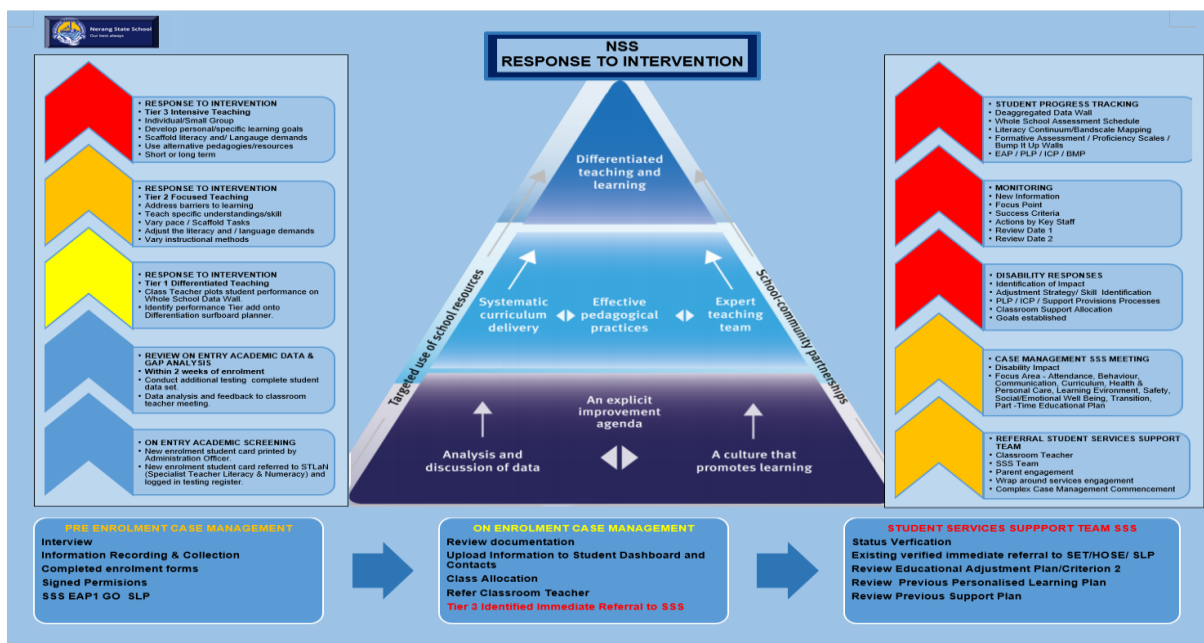 Nerang State School
Our best always
NSS
RESPONSE TO INTERVENTION
• RESPONSE TO INTERVENTION
• Tier 3 Intensive Teaching
• Individual/Small Group
• Develop personal/specific learning goals
• Scaffold literacy and/ Langauge demands
• Use alternative pedagogies/resources
• Short or long term
• RESPONSE TO INTERVENTION
• Tier 2 Focused Teaching
• Address barriers to learning
• Teach specific understandings/skill
• Vary pace / Scaffold Tasks
• Adjust the literacy and / language demands
• Vary instructional methods
• RESPONSE TO INTERVENTION
• Tier 1 Differentiated Teaching
• Class Teacher plots student performance on
Whole School Data Wall.
• Identify performance Tier add onto
Differentiation surfboard planner.
• REVIEW ON ENTRY ACADEMIC DATA &
GAP ANALYSIS
• Within 2 weeks of enrolment
• Conduct additional testing complete student
data set.
• Data analysis and feedback to classroom
teacher meeting.
• ON ENTRY ACADEMIC SCREENING
• New enrolment student card printed by
Administration Officer.
• New enrolment student card referred to STLaN
(Specialist Teacher Literacy & Numeracy) and
logged in testing register.
Differentiated
teaching and
learning
Targeted use of school resources
School-community partnerships
Systematic
curriculum
delivery
Effective
pedagogical
practices
Expert
teaching
team
An explicit
improvement
agenda
Analysis and
discussion of data
A culture that
promotes learning
• STUDENT PROGRESS TRACKING
• Deaggregated Data Wall
• Whole School Assessment Schedule
• Literacy Continuum/Bandscale Mapping
• Formative Assessment / Proficiency Scales /
Bump It Up Walls
• EAP / PLP / ICP / BMP
• MONITORING
• New Information
• Focus Point
• Success Criteria
• Actions by Key Staff
• Review Date 1
• Review Date 2
• DISABILITY RESPONSES
• Identification of Impact
• Adjustment Strategy/ Skill Identification
• PLP / ICP / Support Provisions Processes
• Classroom Support Allocation
• Goals established
• CASE MANAGEMENT SSS MEETING
• Disability Impact
• Focus Area - Attendance, Behaviour,
Communication, Curriculum, Health &
Personal Care, Learning Evironment, Safety,
Social/Emotional Well Being, Transition,
Part -Time Educational Plan
• REFERRAL STUDENT SERVICES SUPPORT
TEAM
• Classroom Teacher
• SSS Team
• Parent engagement
• Wrap around services engagement
• Complex Case Management Commencement
PRE ENROLMENT CASE MANAGEMENT
Interview
Information Recording & Collection
Completed enrolment forms
Signed Permisions
SSS EAP1 GO SLP
ON ENROLMENT CASE MANAGEMENT
Review documentation
Upload Information to Student Dashboard and
Contacts
Class Allocation
Refer Classroom Teacher
Tier 3 Identified Immediate Referral to SSS
STUDENT SERVICES SUPPPORT TEAM SSS
Status Verfication
Existing verified immediate referral to SET/HOSE/ SLP
Review Educational Adjustment Plan/Criterion 2
Review Previous Personalised Learning Plan
Review Previous Support Plan